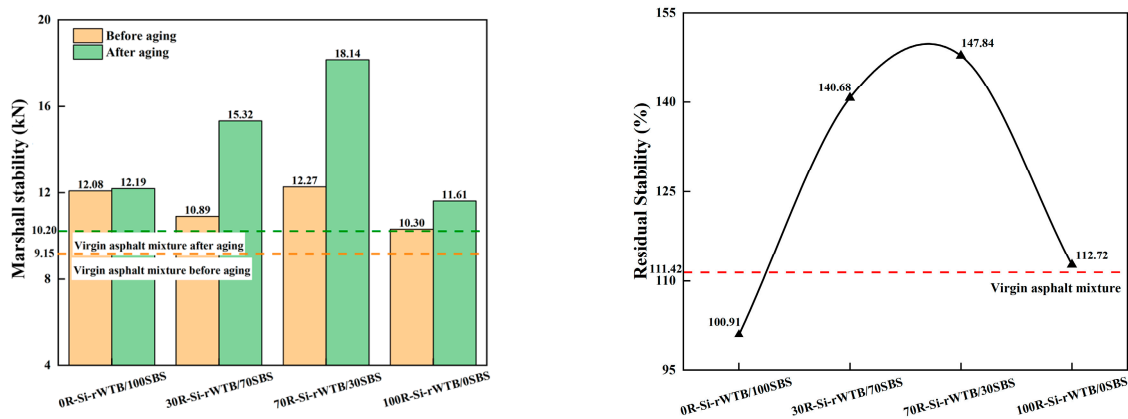 Marshall stability (kN)
20
16
12
10.20
9.15
8
4
Before aging
After aging
12.08
12.19
10.89
15.32
12.27
18.14
10.30
11.61
Virgin asphalt mixture after aging
Virgin asphalt mixture before aging
0R-Si-rWTB/100SBS
30R-Si-rWTB/70SBS
70R-Si-rWTB/30SBS
100R-Si-rWTB/0SBS
Residual Stability (%)
155
140
125
111.42
110
95
100.91
140.68
147.84
112.72
Virgin asphalt mixture
0R-Si-rWTB/100SBS
30R-Si-rWTB/70SBS
70R-Si-rWTB/30SBS
100R-Si-rWTB/0SBS